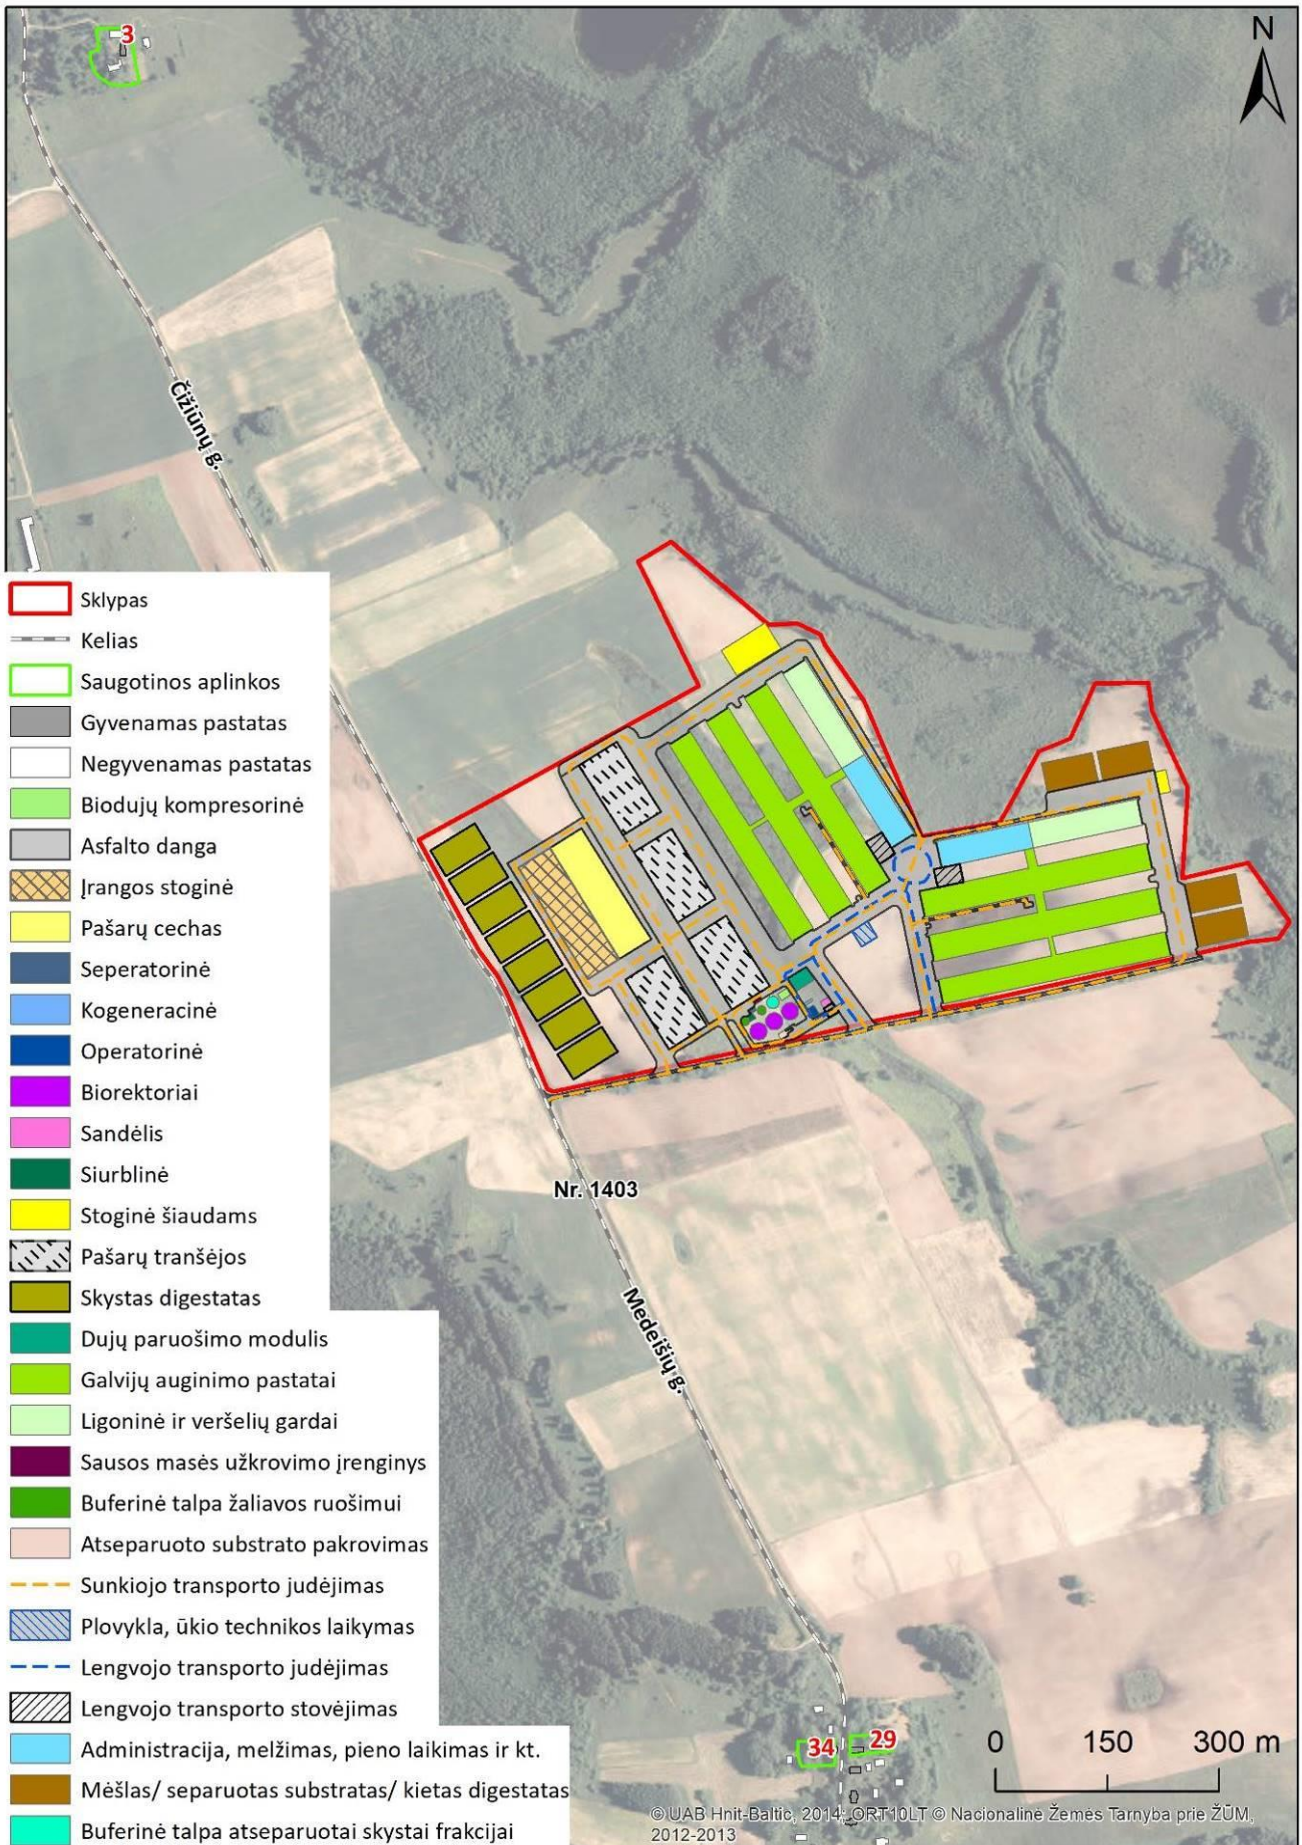 3
N
Čižiūnų g.
Sklypas
Kelias
Saugotinos aplinkos
Gyvenamas pastatas
Negyvenamas pastatas
Biodujų kompresorinė
Asfalto danga
Įrangos stoginė
Pašarų cechas
Seperatorinė
Kogeneracinė
Operatorinė
Biorektoriai
Sandėlis
Siurblinė
Stoginė šiaudams
Pašarų tranšėjos
Skystas digestatas
Dujų paruošimo modulis
Galvijų auginimo pastatai
Ligoninė ir veršelių gardai
Sausos masės užkrovimo įrenginys
Buferinė talpa žaliavos ruošimui
Atseparuoto substrato pakrovimas
Sunkiojo transporto judėjimas
Plovykla, ūkio technikos laikymas
Lengvojo transporto judėjimas
Lengvojo transporto stovėjimas
Administracija, melžimas, pieno laikimas ir kt.
Mėšlas/ separuotas substratas/ kietas digestatas
Buferinė talpa atseparuotai skystai frakcijai
Nr. 1403
Medeišių g.
34
29
0 150 300 m
© UAB Hnit-Baltic, 2014; ORT10LT © Nacionalinė Žemės Tarnyba prie ŽŪM,
2012-2013